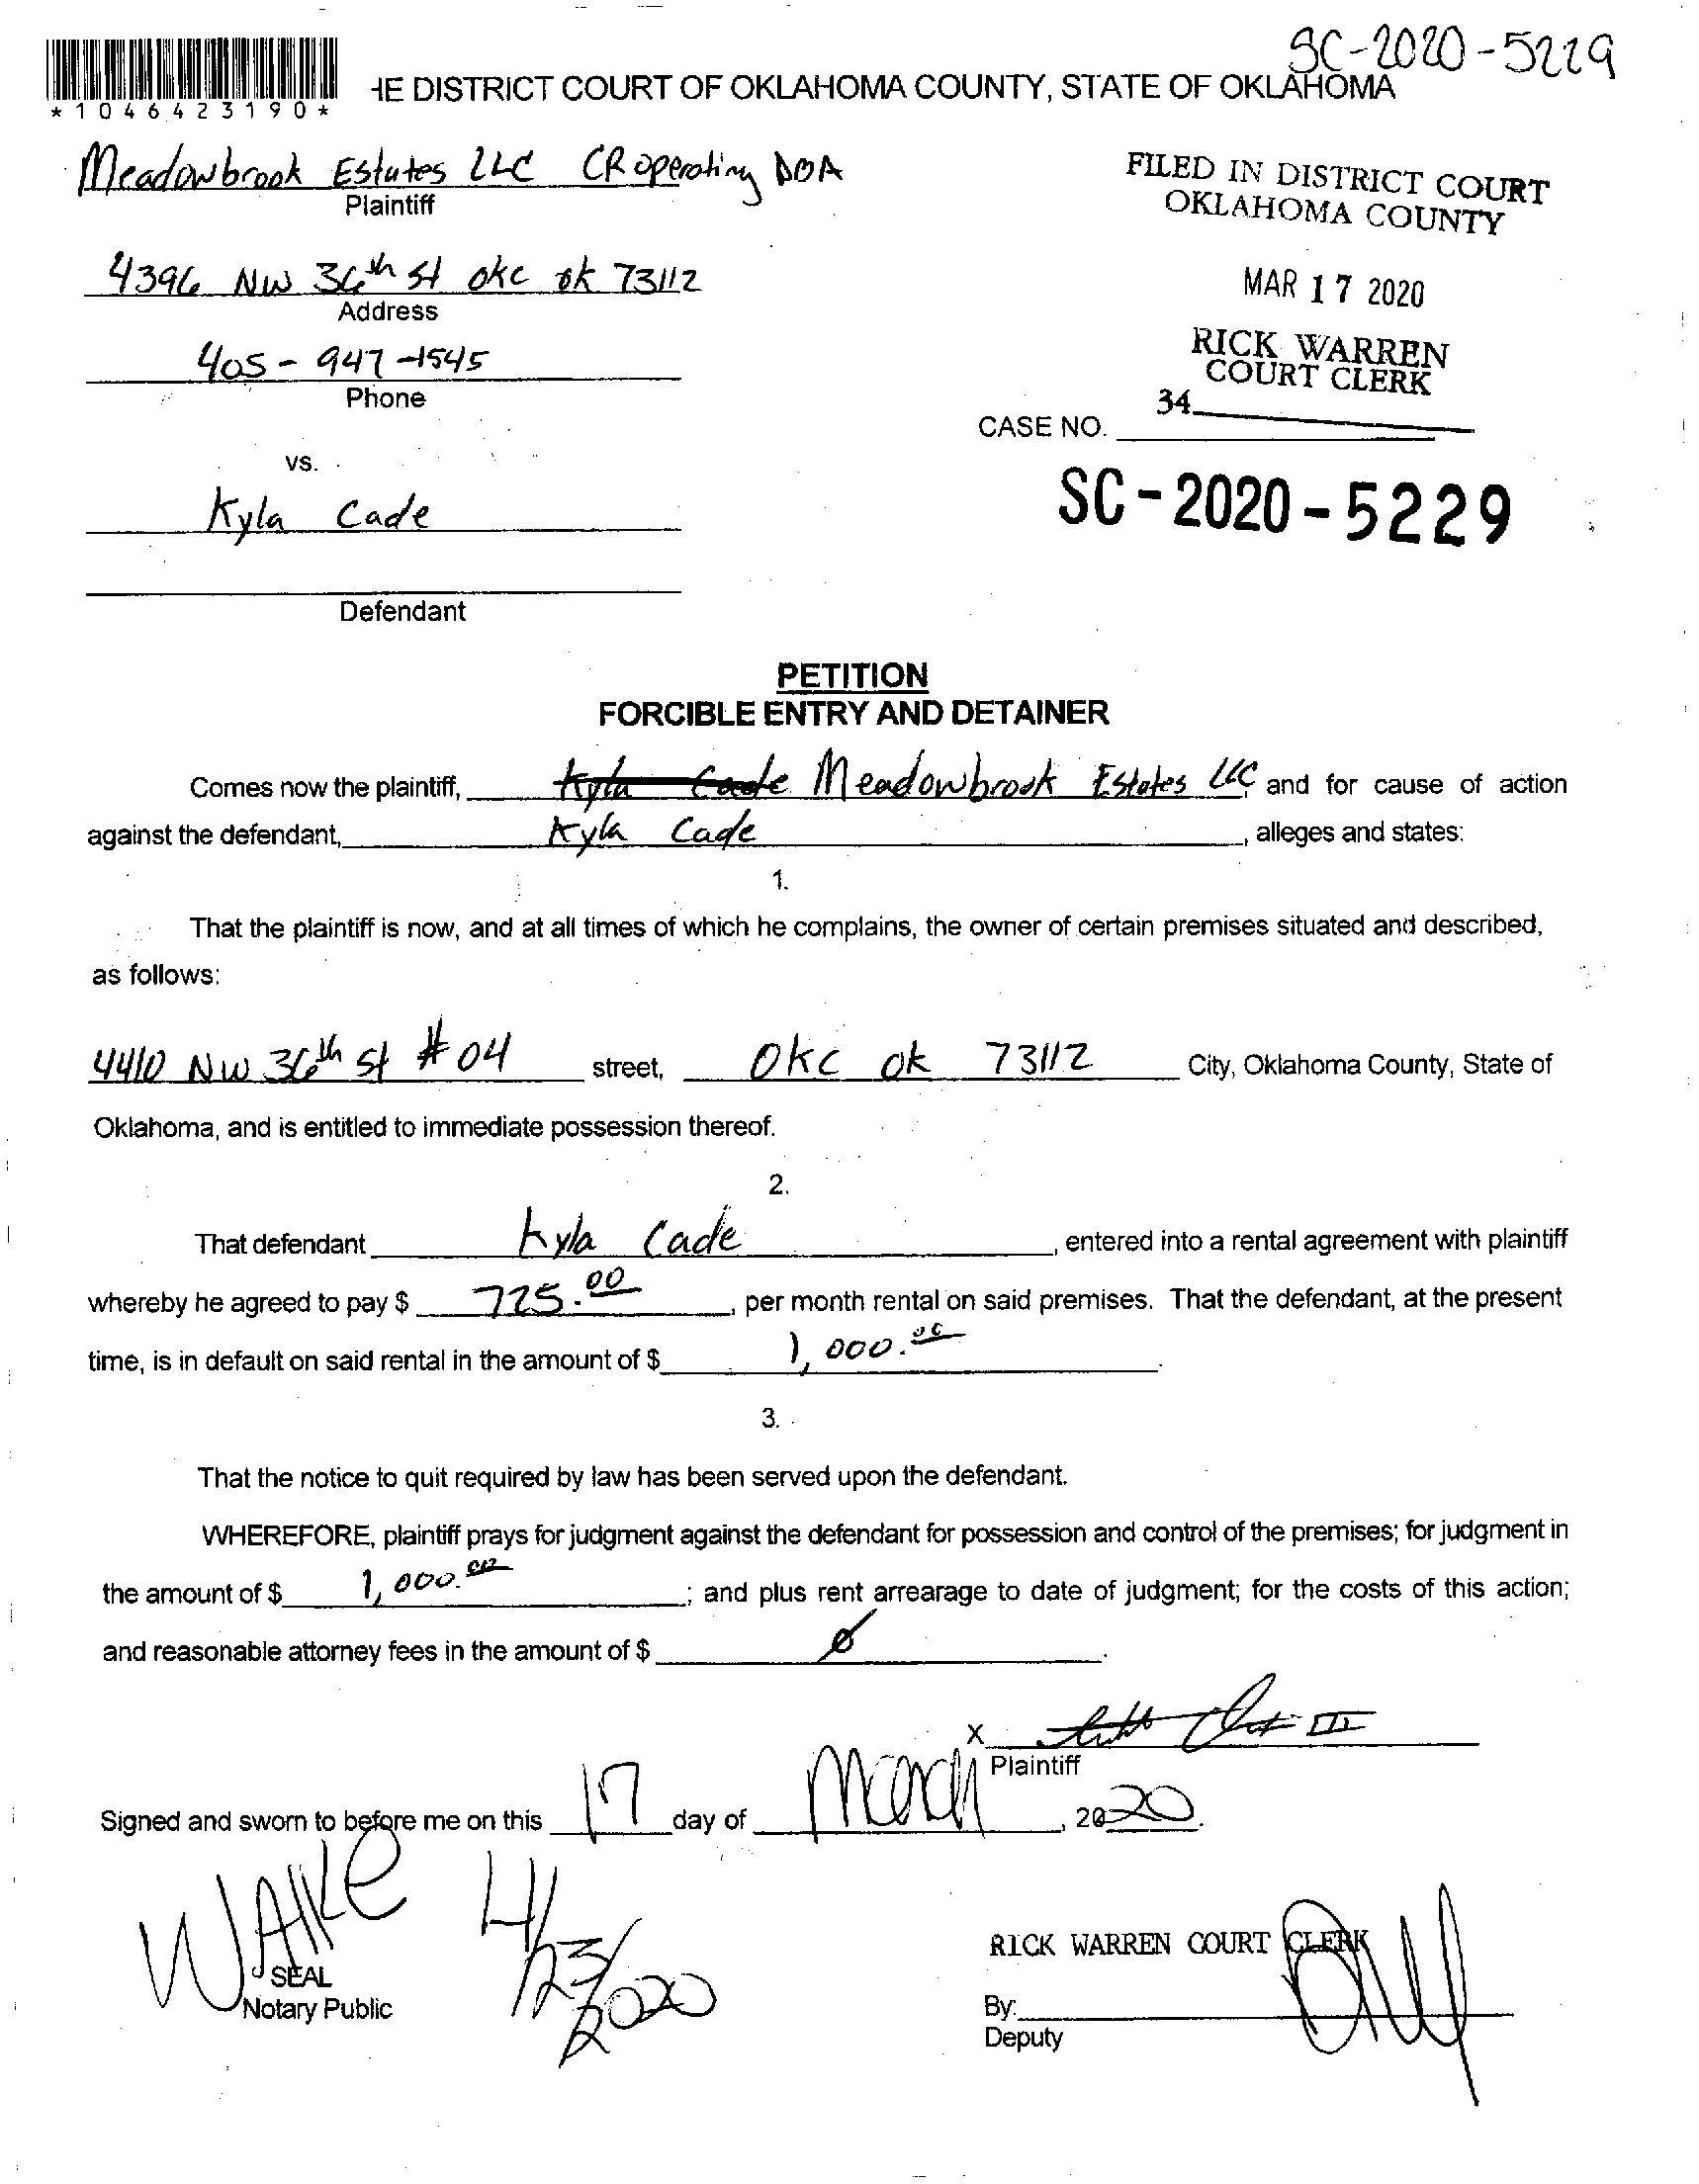 SC-2020-5229
*1046423190*
HE DISTRICT COURT OF OKLAHOMA COUNTY, STATE OF OKLAHOMA
Meadowbrook Estates LLC CR operating DBA
Plaintiff
FILED IN DISTRICT COURT
OKLAHOMA COUNTY
4396 NW 36th St okc ok 73112
Address
MAR 17 2020
405-947-1545
Phone
RICK WARREN
COURT CLERK
34
CASE NO.
vs.
SC-2020-5229
Kyla Cade
Defendant
PETITION
FORCIBLE ENTRY AND DETAINER
Comes now the plaintiff, Kyla Cade Meadowbrook Estates LLC and for cause of action
against the defendant, Kyla Cade, alleges and states:
1.
That the plaintiff is now, and at all times of which he complains, the owner of certain premises situated and described,
as follows:
4410 NW 36th St #04 street, OKC ok 73112 City, Oklahoma County, State of
Oklahoma, and is entitled to immediate possession thereof.
2.
That defendant Kyla Cade, entered into a rental agreement with plaintiff
whereby he agreed to pay $ 725.00, per month rental on said premises. That the defendant, at the present
time, is in default on said rental in the amount of $ 1,000.00.
3.
That the notice to quit required by law has been served upon the defendant.
WHEREFORE, plaintiff prays for judgment against the defendant for possession and control of the premises; for judgment in
the amount of $ 1,000.00; and plus rent arrearage to date of judgment; for the costs of this action;
and reasonable attorney fees in the amount of $ ø.
X III
Plaintiff
Signed and sworn to before me on this 17 day of March, 2020.
WAIKE 4/23/2020
SEAL
Notary Public
RICK WARREN COURT CLERK
By:
Deputy